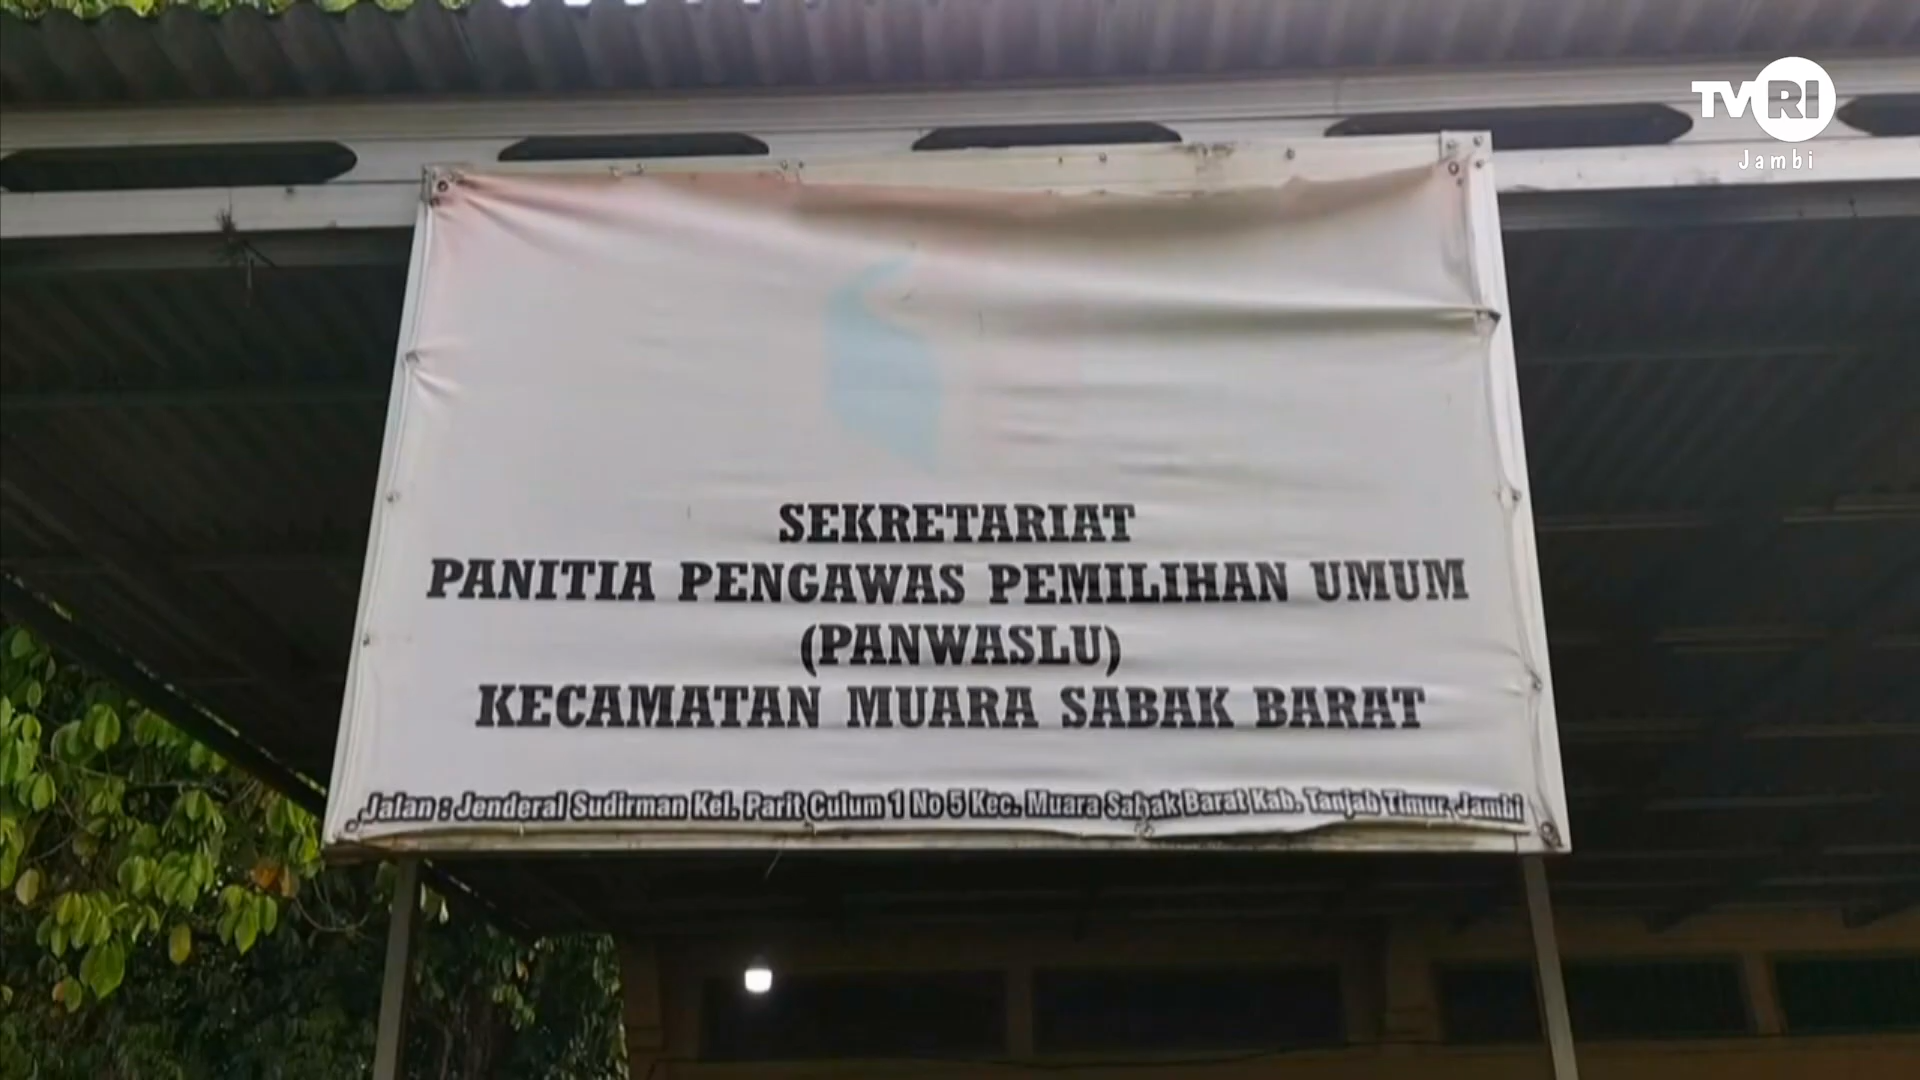 TVRI
Jambi
SEKRETARIAT
PANITIA PENGAWAS PEMILIHAN UMUM
(PANWASLU)
KECAMATAN MUARA SABAK BARAT
Jalan : Jenderal Sudirman Kel. Parit Culum 1 No 5 Kec. Muara Sabak Barat Kab. Tanjab Timur, Jambi